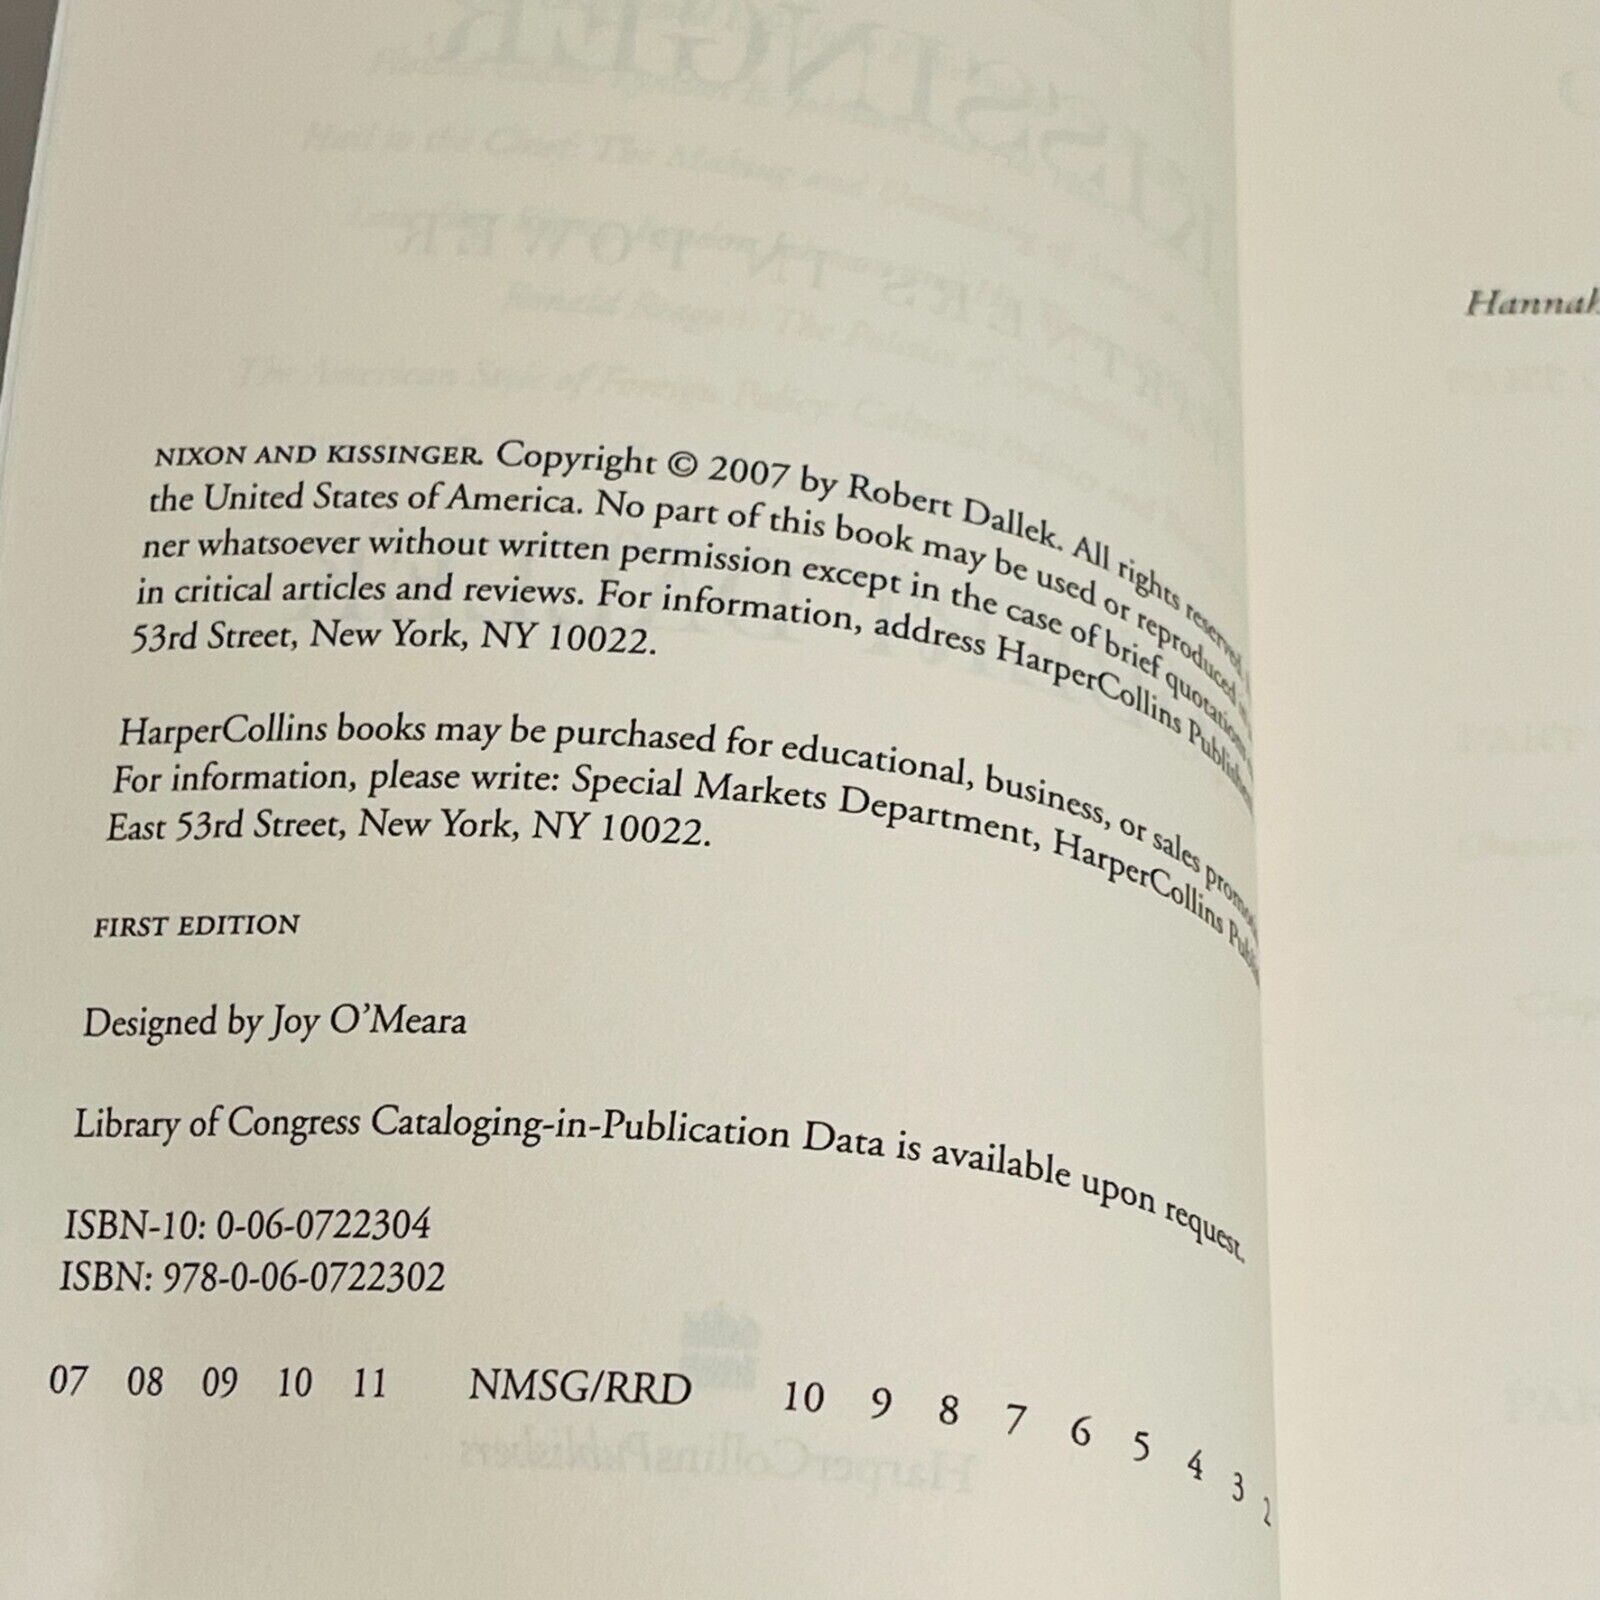 NIXON AND KISSINGER. Copyright © 2007 by Robert Dallek. All rights reserved.
the United States of America. No part of this book may be used or reproduced
ner whatsoever without written permission except in the case of brief quotations
in critical articles and reviews. For information, address HarperCollins Publishers
53rd Street, New York, NY 10022.
HarperCollins books may be purchased for educational, business, or sales
For information, please write: Special Markets Department, HarperCollins
East 53rd Street, New York, NY 10022.
FIRST EDITION
Designed by Joy O'Meara
Library of Congress Cataloging-in-Publication Data is available upon request.
ISBN-10: 0-06-0722304
ISBN: 978-0-06-0722302
07 08 09 10 11 NMSG/RRD 10 9 8 7 6 5 4 3 2
Hannah